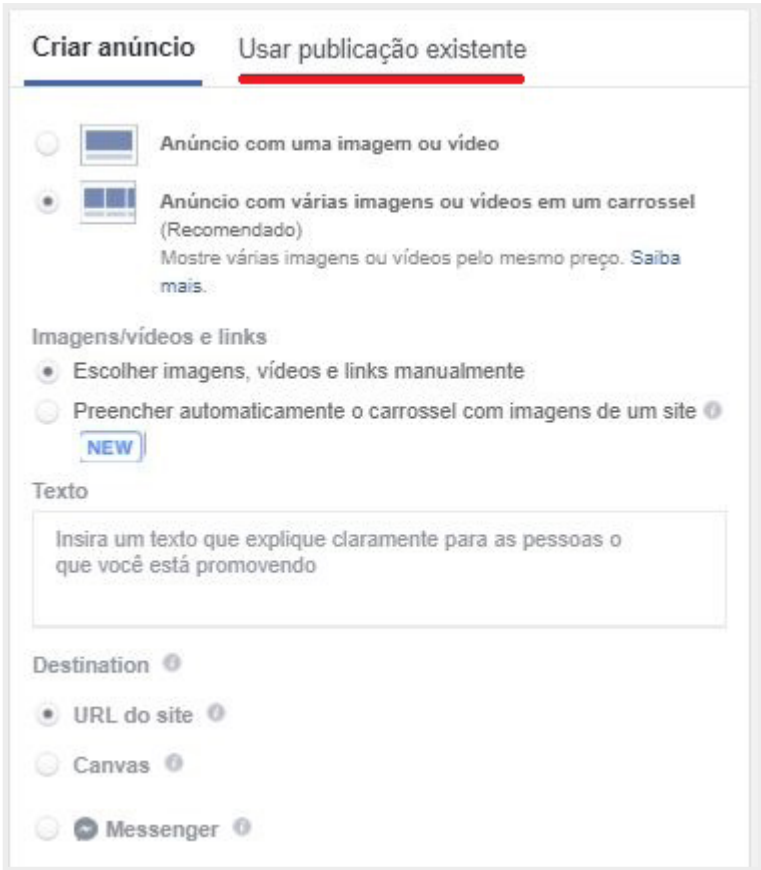 Criar anúncio Usar publicação existente
Anúncio com uma imagem ou vídeo
Anúncio com várias imagens ou vídeos em um carrossel
(Recomendado)
Mostre várias imagens ou vídeos pelo mesmo preço. Saiba
mais.
Imagens/vídeos e links
Escolher imagens, vídeos e links manualmente
Preencher automaticamente o carrossel com imagens de um site
NEW
Texto
Insira um texto que explique claramente para as pessoas o
que você está promovendo
Destination
URL do site
Canvas
Messenger